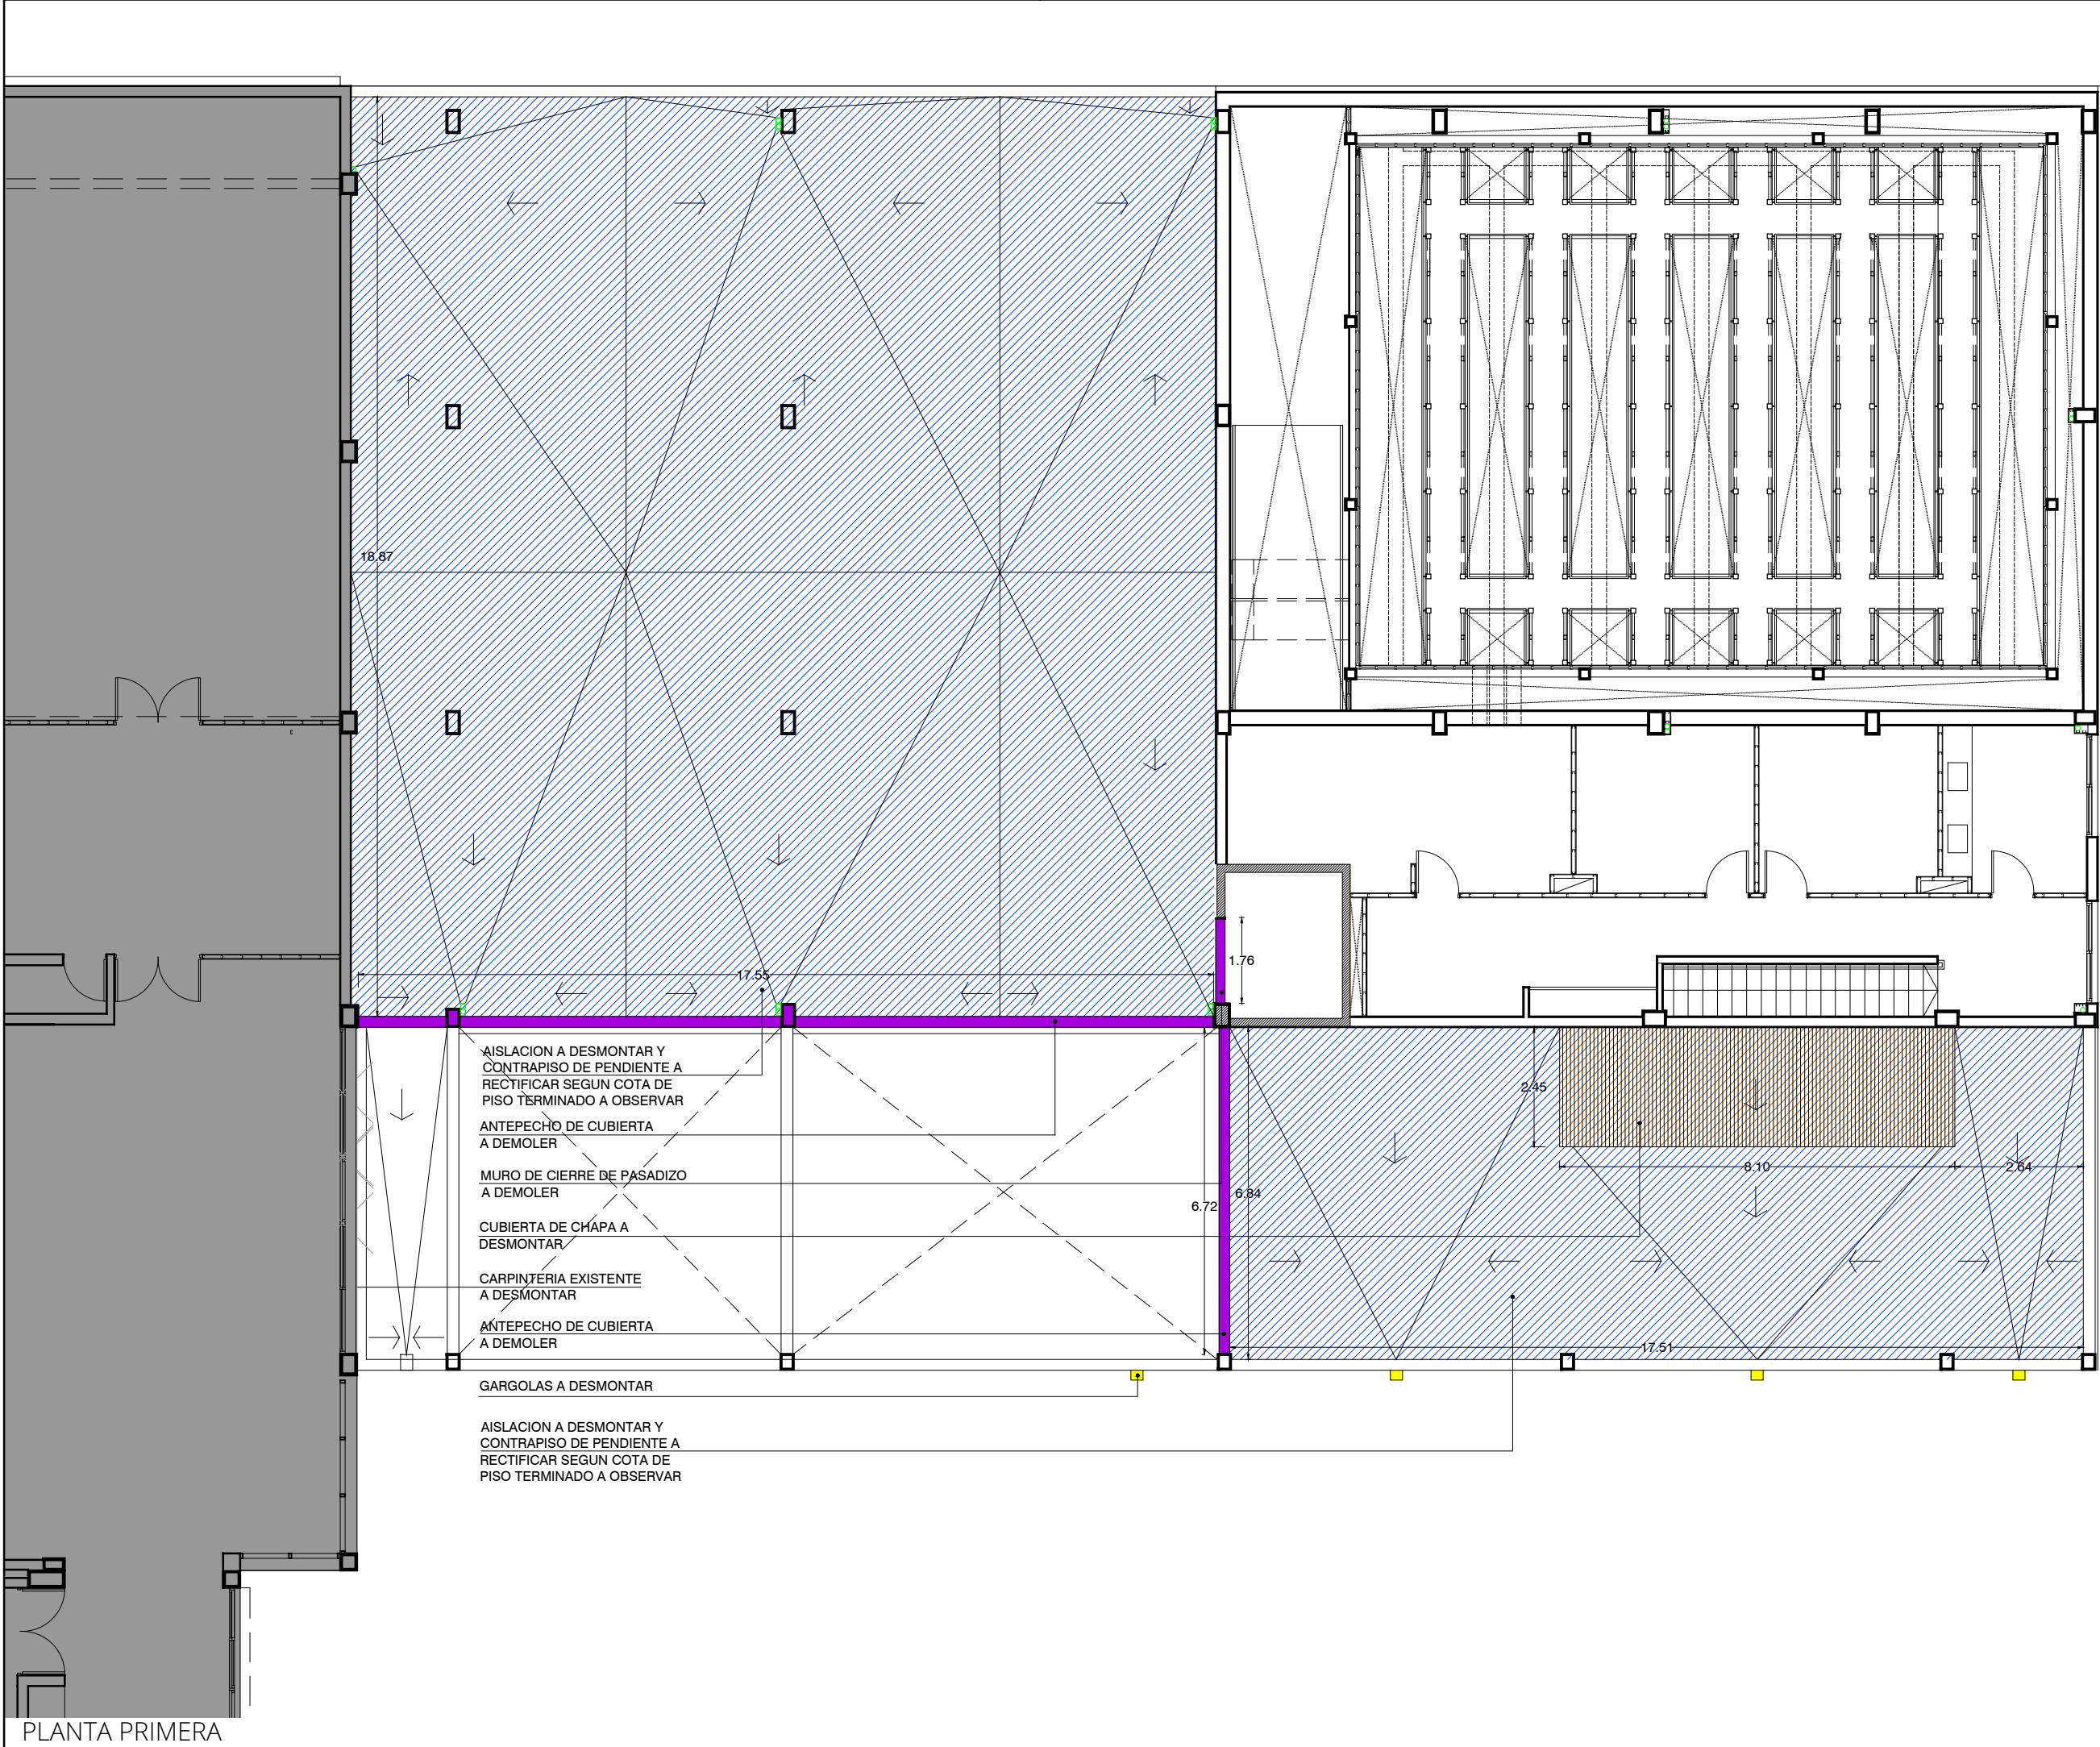 18.87
17.55
1.76
AISLACION A DESMONTAR Y
CONTRAPISO DE PENDIENTE A
RECTIFICAR SEGUN COTA DE
PISO TERMINADO A OBSERVAR
ANTEPECHO DE CUBIERTA
A DEMOLER
MURO DE CIERRE DE PASADIZO
A DEMOLER
CUBIERTA DE CHAPA A
DESMONTAR
CARPINTERIA EXISTENTE
A DESMONTAR
ANTEPECHO DE CUBIERTA
A DEMOLER
GARGOLAS A DESMONTAR
AISLACION A DESMONTAR Y
CONTRAPISO DE PENDIENTE A
RECTIFICAR SEGUN COTA DE
PISO TERMINADO A OBSERVAR
6.72
6.84
2.45
8.10
2.64
17.51
PLANTA PRIMERA